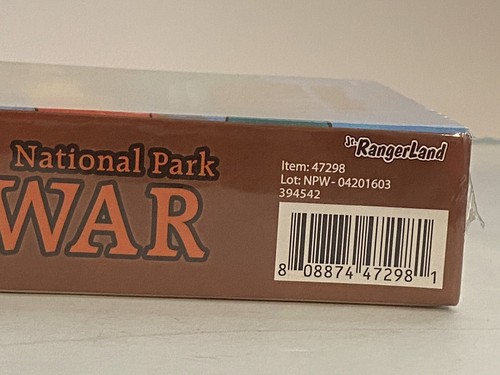 National Park
WAR
Jr. RangerLand
Item: 47298
Lot: NPW- 04201603
394542
8 08874 47298 1